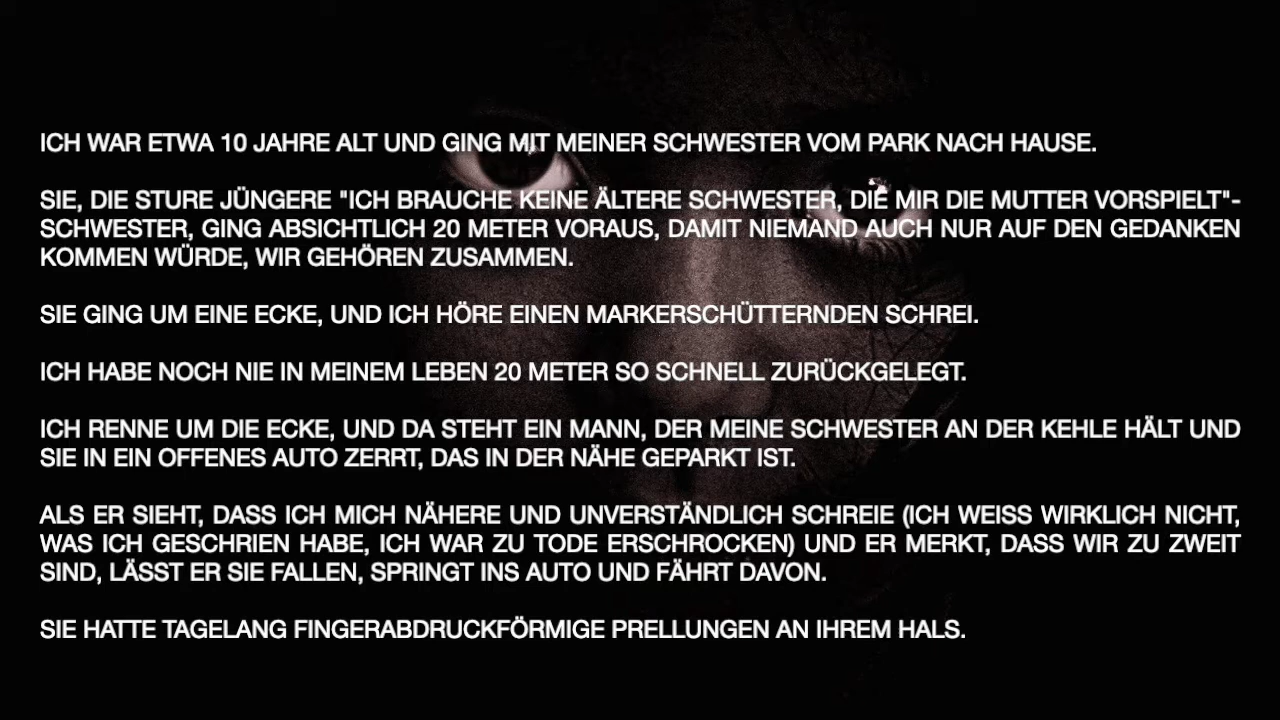 ICH WAR ETWA 10 JAHRE ALT UND GING MIT MEINER SCHWESTER VOM PARK NACH HAUSE.
SIE, DIE STURE JÜNGERE "ICH BRAUCHE KEINE ÄLTERE SCHWESTER, DIE MIR DIE MUTTER VORSPIELT"-
SCHWESTER, GING ABSICHTLICH 20 METER VORAUS, DAMIT NIEMAND AUCH NUR AUF DEN GEDANKEN
KOMMEN WÜRDE, WIR GEHÖREN ZUSAMMEN.
SIE GING UM EINE ECKE, UND ICH HÖRE EINEN MARKERSCHÜTTERNDEN SCHREI.
ICH HABE NOCH NIE IN MEINEM LEBEN 20 METER SO SCHNELL ZURÜCKGELEGT.
ICH RENNE UM DIE ECKE, UND DA STEHT EIN MANN, DER MEINE SCHWESTER AN DER KEHLE HÄLT UND
SIE IN EIN OFFENES AUTO ZERRT, DAS IN DER NÄHE GEPARKT IST.
ALS ER SIEHT, DASS ICH MICH NÄHERE UND UNVERSTÄNDLICH SCHREIE (ICH WEISS WIRKLICH NICHT,
WAS ICH GESCHRIEN HABE, ICH WAR ZU TODE ERSCHROCKEN) UND ER MERKT, DASS WIR ZU ZWEIT
SIND, LÄSST ER SIE FALLEN, SPRINGT INS AUTO UND FÄHRT DAVON.
SIE HATTE TAGELANG FINGERABDRUCKFÖRMIGE PRELLUNGEN AN IHREM HALS.